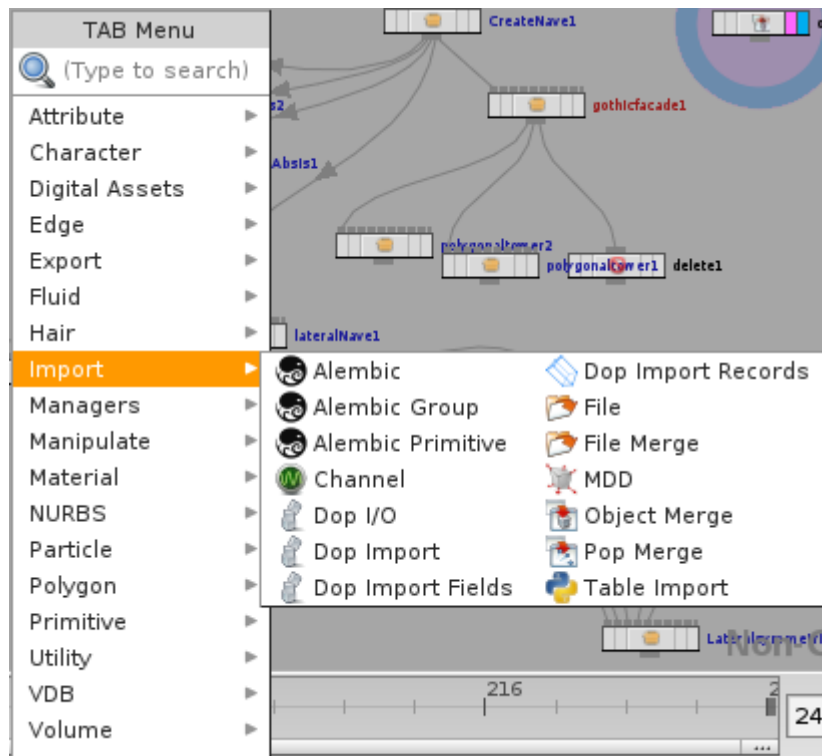 TAB Menu
(Type to search)
Attribute
Character
Digital Assets
Edge
Export
Fluid
Hair
Import
Managers
Manipulate
Material
NURBS
Particle
Polygon
Primitive
Utility
VDB
Volume
Alembic
Alembic Group
Alembic Primitive
Channel
Dop I/O
Dop Import
Dop Import Fields
Dop Import Records
File
File Merge
MDD
Object Merge
Pop Merge
Table Import
CreateNave1
gothicfacade1
Absis1
polygonaltower2
polygonaltower1
delete1
lateralNave1
216
24
...